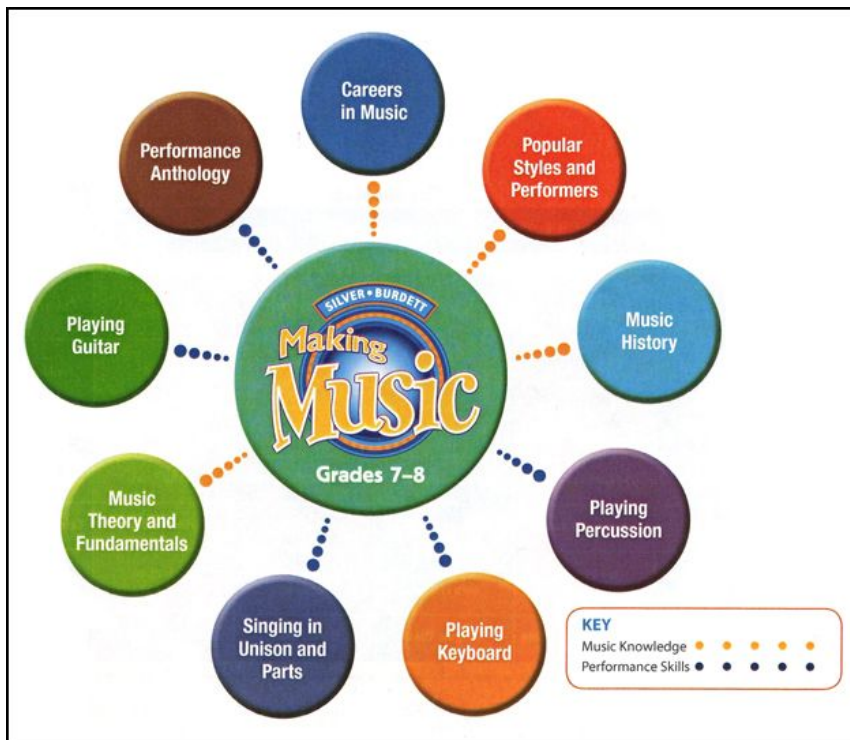 Careers
in Music
Popular
Styles and
Performers
Music
History
Playing
Percussion
Playing
Keyboard
Singing in
Unison and
Parts
Music
Theory and
Fundamentals
Playing
Guitar
Performance
Anthology
SILVER • BURDETT
Making
Music
Grades 7–8
KEY
Music Knowledge
Performance Skills